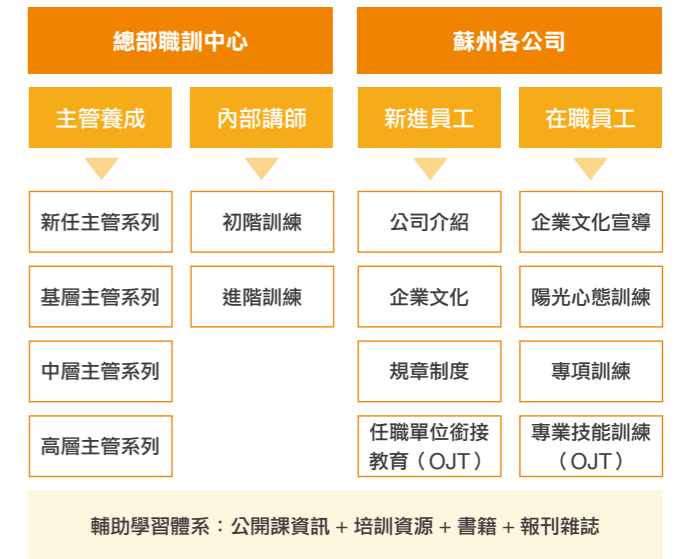 總部職訓中心
蘇州各公司
主管養成
內部講師
新進員工
在職員工
新任主管系列
初階訓練
公司介紹
企業文化宣導
基層主管系列
進階訓練
企業文化
陽光心態訓練
中層主管系列
規章制度
專項訓練
高層主管系列
任職單位銜接
教育（OJT）
專業技能訓練
（OJT）
輔助學習體系：公開課資訊 + 培訓資源 + 書籍 + 報刊雜誌